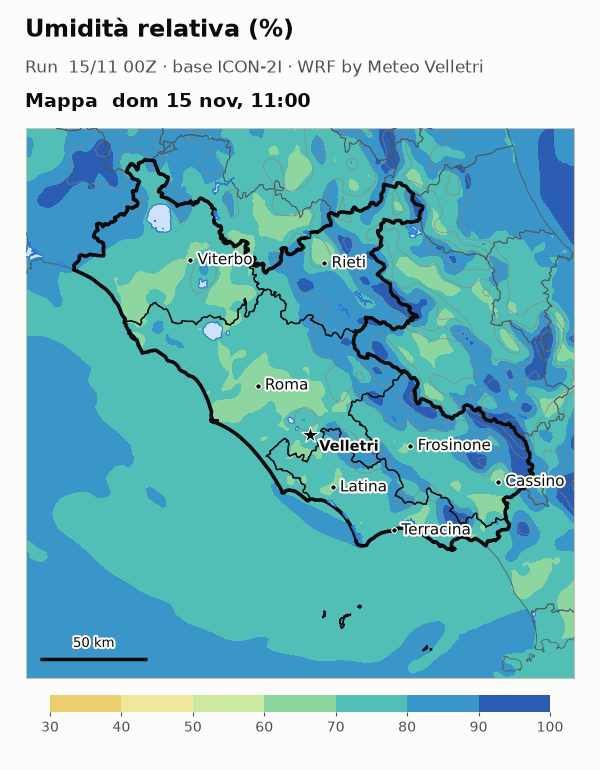 Umidità relativa (%)
Run  15/11 00Z · base ICON-2I · WRF by Meteo Velletri
Mappa  dom 15 nov, 11:00
Viterbo
Rieti
Roma
Velletri
Frosinone
Latina
Cassino
Terracina
50 km
30 40 50 60 70 80 90 100